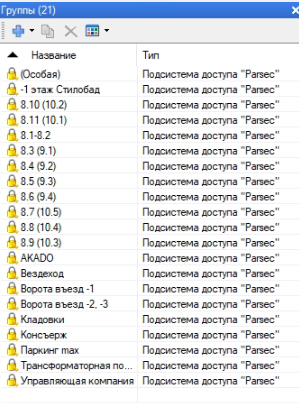 Группы (21)
Название Тип
(Особая) Подсистема доступа "Parsec"
-1 этаж Стилобад Подсистема доступа "Parsec"
8.10 (10.2) Подсистема доступа "Parsec"
8.11 (10.1) Подсистема доступа "Parsec"
8.1-8.2 Подсистема доступа "Parsec"
8.3 (9.1) Подсистема доступа "Parsec"
8.4 (9.2) Подсистема доступа "Parsec"
8.5 (9.3) Подсистема доступа "Parsec"
8.6 (9.4) Подсистема доступа "Parsec"
8.7 (10.5) Подсистема доступа "Parsec"
8.8 (10.4) Подсистема доступа "Parsec"
8.9 (10.3) Подсистема доступа "Parsec"
AKADO Подсистема доступа "Parsec"
Вездеход Подсистема доступа "Parsec"
Ворота въезд -1 Подсистема доступа "Parsec"
Ворота въезд -2, -3 Подсистема доступа "Parsec"
Кладовки Подсистема доступа "Parsec"
Консъерж Подсистема доступа "Parsec"
Паркинг max Подсистема доступа "Parsec"
Трансформаторная по... Подсистема доступа "Parsec"
Управляющая компания Подсистема доступа "Parsec"